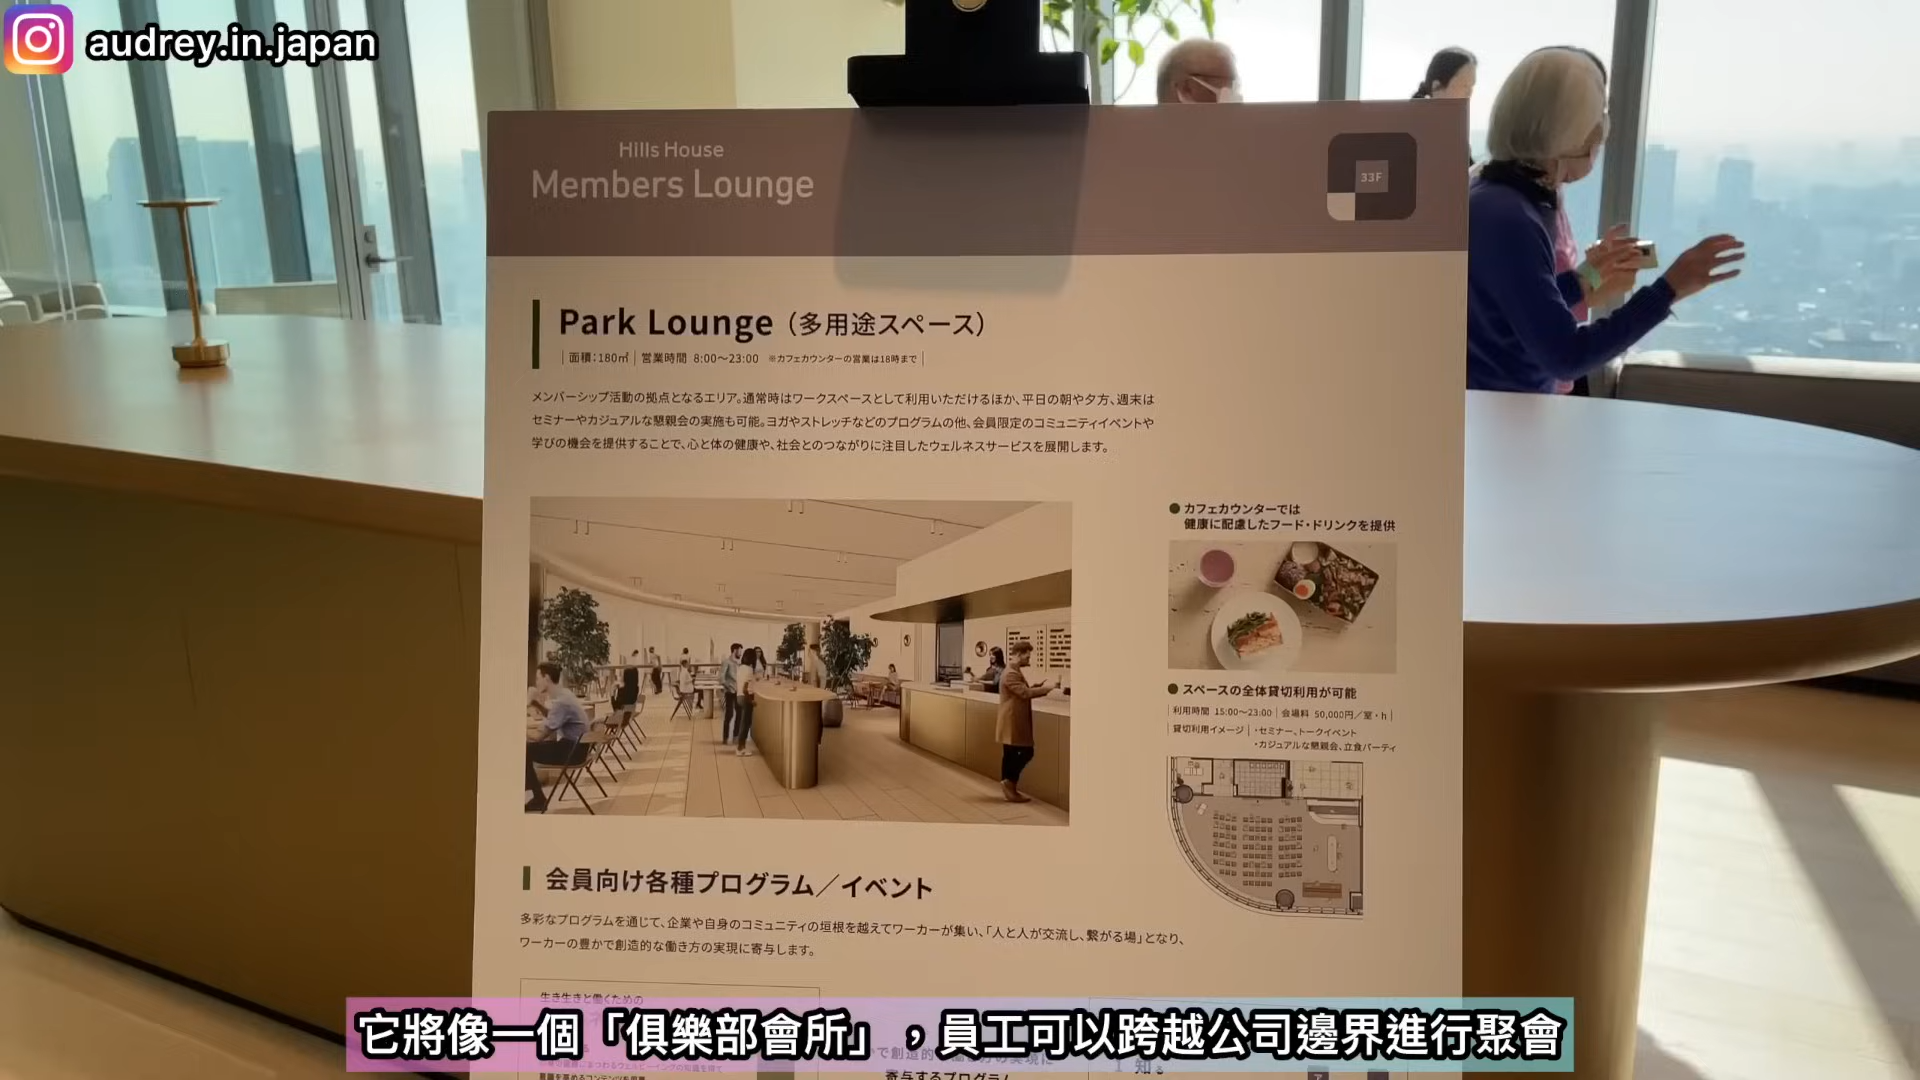 audrey.in.japan
Hills House
Members Lounge
33F
Park Lounge（多用途スペース）
面積：180㎡ 営業時間 8:00〜23:00 ※カフェカウンターの営業は18時まで
メンバーシップ活動の拠点となるエリア。通常時はワークスペースとして利用いただけるほか、平日の朝や夕方、週末は
セミナーやカジュアルな懇親会の実施も可能。ヨガやストレッチなどのプログラムの他、会員限定のコミュニティイベントや
学びの機会を提供することで、心と体の健康や、社会とのつながりに注目したウェルネスサービスを展開します。
カフェカウンターでは
健康に配慮したフード・ドリンクを提供
スペースの全体貸切利用が可能
利用時間 15:00〜23:00 会場料 50,000円／室・h
貸切利用イメージ ・セミナー、トークイベント
・カジュアルな懇親会、立食パーティ
会員向け各種プログラム／イベント
多彩なプログラムを通じて、企業や自身のコミュニティの垣根を越えてワーカーが集い、「人と人が交流し、繋がる場」となり、
ワーカーの豊かで創造的な働き方の実現に寄与します。
生き生きと働くための
它將像一個「俱樂部會所」，員工可以跨越公司邊界進行聚會
寄与するプログラム
知る